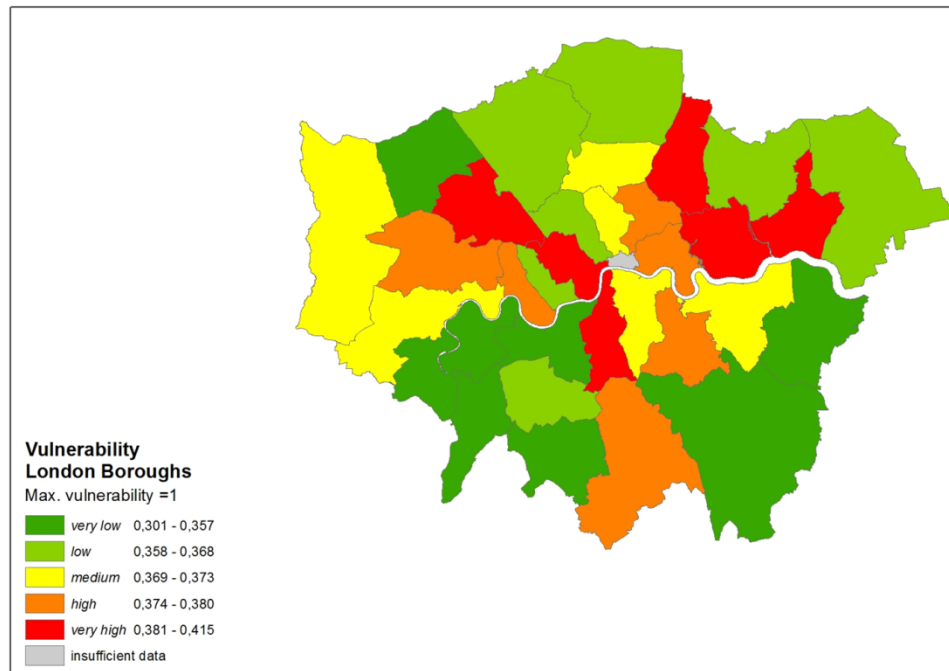 Vulnerability
London Boroughs
Max. vulnerability =1
very low 0,301 - 0,357
low 0,358 - 0,368
medium 0,369 - 0,373
high 0,374 - 0,380
very high 0,381 - 0,415
insufficient data